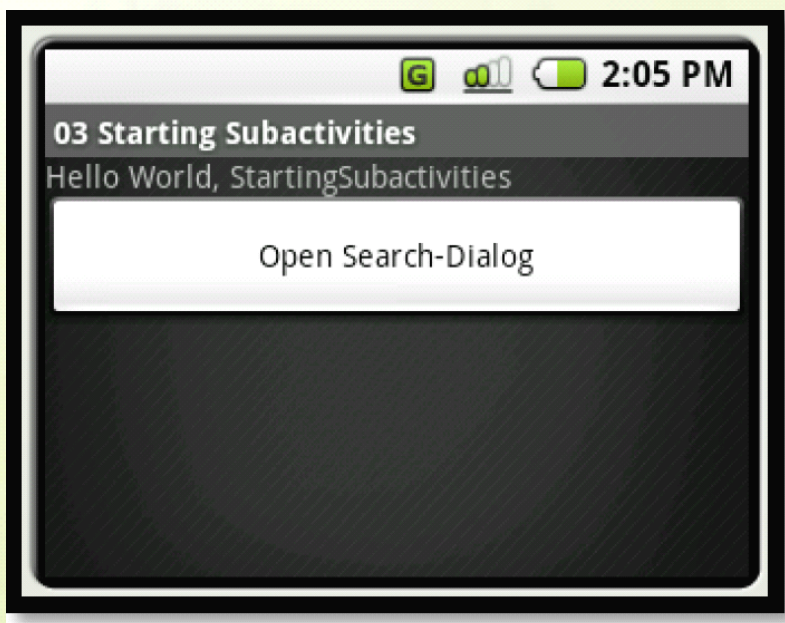 G 2:05 PM
03 Starting Subactivities
Hello World, StartingSubactivities
Open Search-Dialog